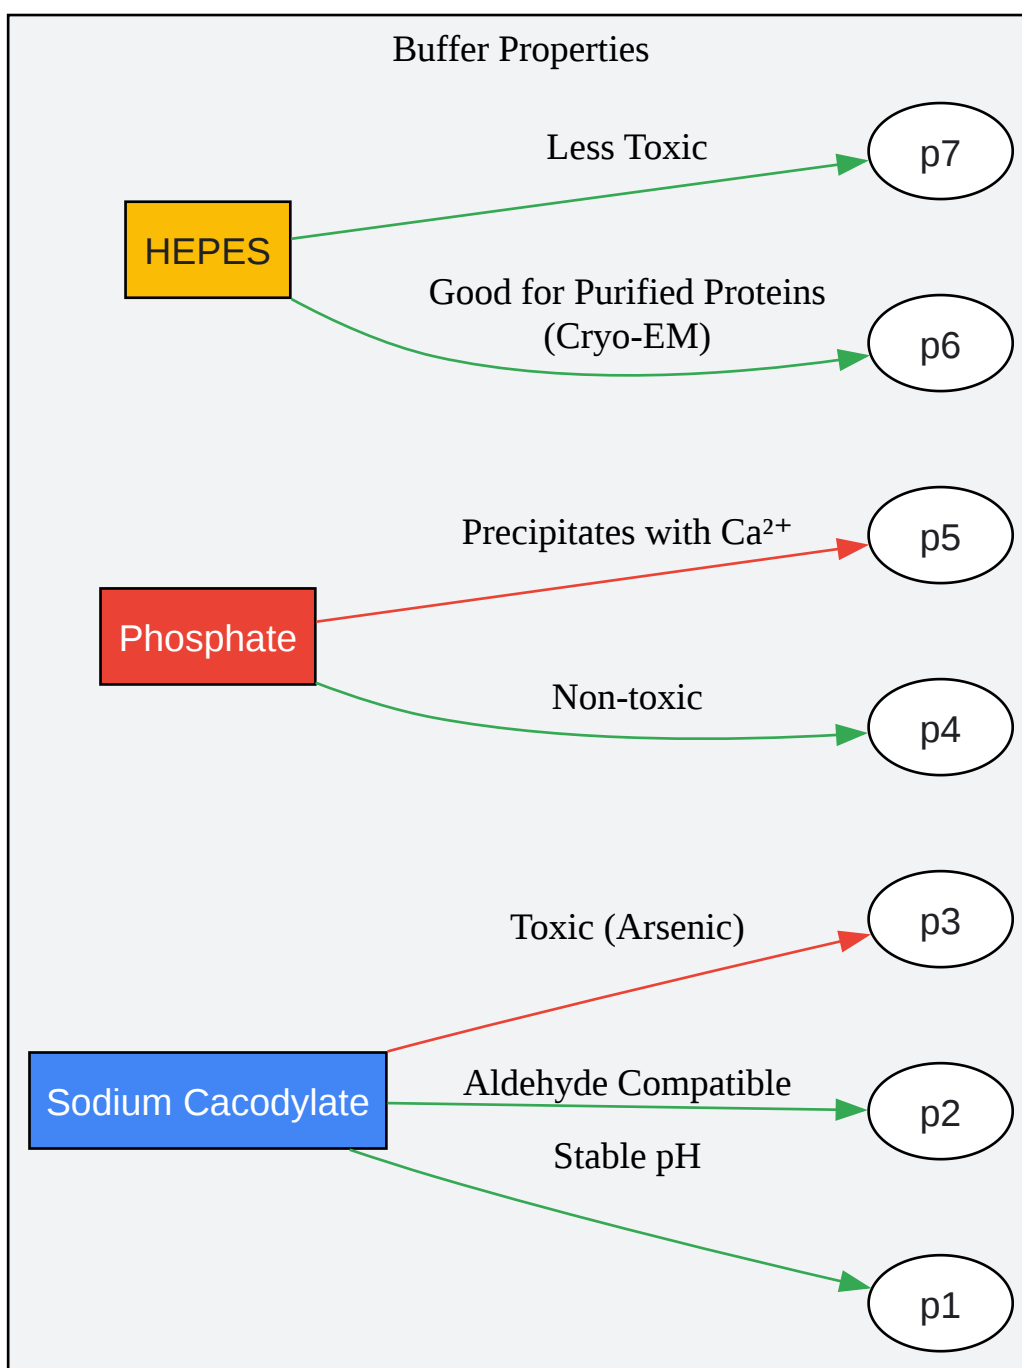 Buffer Properties
Less Toxic
p7
HEPES
Good for Purified Proteins
(Cryo-EM)
p6
Precipitates with Ca²⁺
p5
Phosphate
Non-toxic
p4
Toxic (Arsenic)
p3
Sodium Cacodylate
Aldehyde Compatible
p2
Stable pH
p1